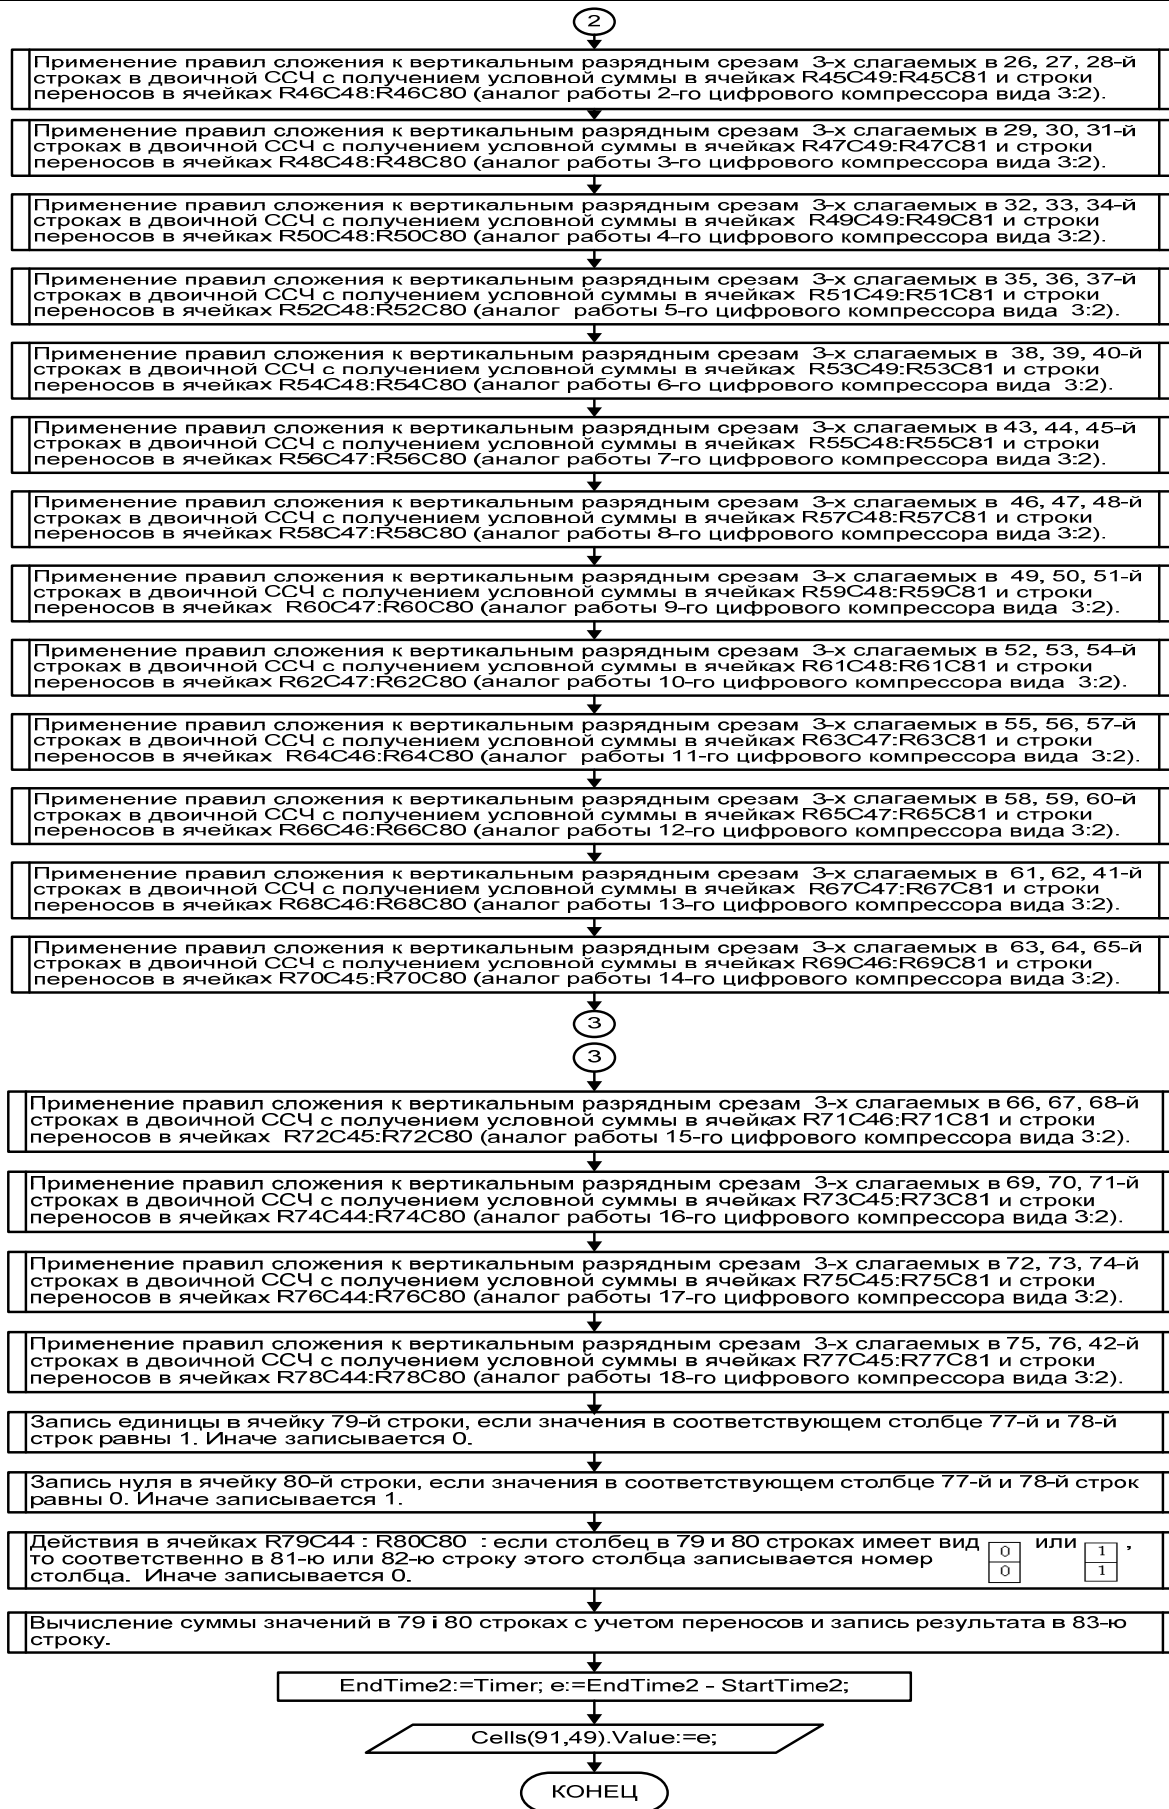 2
Применение правил сложения к вертикальным разрядным срезам 3-х слагаемых в 26, 27, 28-й
строках в двоичной ССЧ с получением условной суммы в ячейках R45C49:R45C81 и строки
переносов в ячейках R46C48:R46C80 (аналог работы 2-го цифрового компрессора вида 3:2).
Применение правил сложения к вертикальным разрядным срезам 3-х слагаемых в 29, 30, 31-й
строках в двоичной ССЧ с получением условной суммы в ячейках R47C49:R47C81 и строки
переносов в ячейках R48C48:R48C80 (аналог работы 3-го цифрового компрессора вида 3:2).
Применение правил сложения к вертикальным разрядным срезам 3-х слагаемых в 32, 33, 34-й
строках в двоичной ССЧ с получением условной суммы в ячейках R49C49:R49C81 и строки
переносов в ячейках R50C48:R50C80 (аналог работы 4-го цифрового компрессора вида 3:2).
Применение правил сложения к вертикальным разрядным срезам 3-х слагаемых в 35, 36, 37-й
строках в двоичной ССЧ с получением условной суммы в ячейках R51C49:R51C81 и строки
переносов в ячейках R52C48:R52C80 (аналог работы 5-го цифрового компрессора вида 3:2).
Применение правил сложения к вертикальным разрядным срезам 3-х слагаемых в 38, 39, 40-й
строках в двоичной ССЧ с получением условной суммы в ячейках R53C49:R53C81 и строки
переносов в ячейках R54C48:R54C80 (аналог работы 6-го цифрового компрессора вида 3:2).
Применение правил сложения к вертикальным разрядным срезам 3-х слагаемых в 43, 44, 45-й
строках в двоичной ССЧ с получением условной суммы в ячейках R55C48:R55C81 и строки
переносов в ячейках R56C47:R56C80 (аналог работы 7-го цифрового компрессора вида 3:2).
Применение правил сложения к вертикальным разрядным срезам 3-х слагаемых в 46, 47, 48-й
строках в двоичной ССЧ с получением условной суммы в ячейках R57C48:R57C81 и строки
переносов в ячейках R58C47:R58C80 (аналог работы 8-го цифрового компрессора вида 3:2).
Применение правил сложения к вертикальным разрядным срезам 3-х слагаемых в 49, 50, 51-й
строках в двоичной ССЧ с получением условной суммы в ячейках R59C48:R59C81 и строки
переносов в ячейках R60C47:R60C80 (аналог работы 9-го цифрового компрессора вида 3:2).
Применение правил сложения к вертикальным разрядным срезам 3-х слагаемых в 52, 53, 54-й
строках в двоичной ССЧ с получением условной суммы в ячейках R61C48:R61C81 и строки
переносов в ячейках R62C47:R62C80 (аналог работы 10-го цифрового компрессора вида 3:2).
Применение правил сложения к вертикальным разрядным срезам 3-х слагаемых в 55, 56, 57-й
строках в двоичной ССЧ с получением условной суммы в ячейках R63C47:R63C81 и строки
переносов в ячейках R64C46:R64C80 (аналог работы 11-го цифрового компрессора вида 3:2).
Применение правил сложения к вертикальным разрядным срезам 3-х слагаемых в 58, 59, 60-й
строках в двоичной ССЧ с получением условной суммы в ячейках R65C47:R65C81 и строки
переносов в ячейках R66C46:R66C80 (аналог работы 12-го цифрового компрессора вида 3:2).
Применение правил сложения к вертикальным разрядным срезам 3-х слагаемых в 61, 62, 41-й
строках в двоичной ССЧ с получением условной суммы в ячейках R67C47:R67C81 и строки
переносов в ячейках R68C46:R68C80 (аналог работы 13-го цифрового компрессора вида 3:2).
Применение правил сложения к вертикальным разрядным срезам 3-х слагаемых в 63, 64, 65-й
строках в двоичной ССЧ с получением условной суммы в ячейках R69C46:R69C81 и строки
переносов в ячейках R70C45:R70C80 (аналог работы 14-го цифрового компрессора вида 3:2).
3
3
Применение правил сложения к вертикальным разрядным срезам 3-х слагаемых в 66, 67, 68-й
строках в двоичной ССЧ с получением условной суммы в ячейках R71C46:R71C81 и строки
переносов в ячейках R72C45:R72C80 (аналог работы 15-го цифрового компрессора вида 3:2).
Применение правил сложения к вертикальным разрядным срезам 3-х слагаемых в 69, 70, 71-й
строках в двоичной ССЧ с получением условной суммы в ячейках R73C45:R73C81 и строки
переносов в ячейках R74C44:R74C80 (аналог работы 16-го цифрового компрессора вида 3:2).
Применение правил сложения к вертикальным разрядным срезам 3-х слагаемых в 72, 73, 74-й
строках в двоичной ССЧ с получением условной суммы в ячейках R75C45:R75C81 и строки
переносов в ячейках R76C44:R76C80 (аналог работы 17-го цифрового компрессора вида 3:2).
Применение правил сложения к вертикальным разрядным срезам 3-х слагаемых в 75, 76, 42-й
строках в двоичной ССЧ с получением условной суммы в ячейках R77C45:R77C81 и строки
переносов в ячейках R78C44:R78C80 (аналог работы 18-го цифрового компрессора вида 3:2).
Запись единицы в ячейку 79-й строки, если значения в соответствующем столбце 77-й и 78-й
строк равны 1. Иначе записывается 0.
Запись нуля в ячейку 80-й строки, если значения в соответствующем столбце 77-й и 78-й строк
равны 0. Иначе записывается 1.
Действия в ячейках R79C44 : R80C80 : если столбец в 79 и 80 строках имеет вид 0 или 1 ,
то соответственно в 81-ю или 82-ю строку этого столбца записывается номер 0 1
столбца. Иначе записывается 0.
Вычисление суммы значений в 79 і 80 строках с учетом переносов и запись результата в 83-ю
строку.
EndTime2:=Timer; e:=EndTime2 - StartTime2;
Cells(91,49).Value:=e;
КОНЕЦ